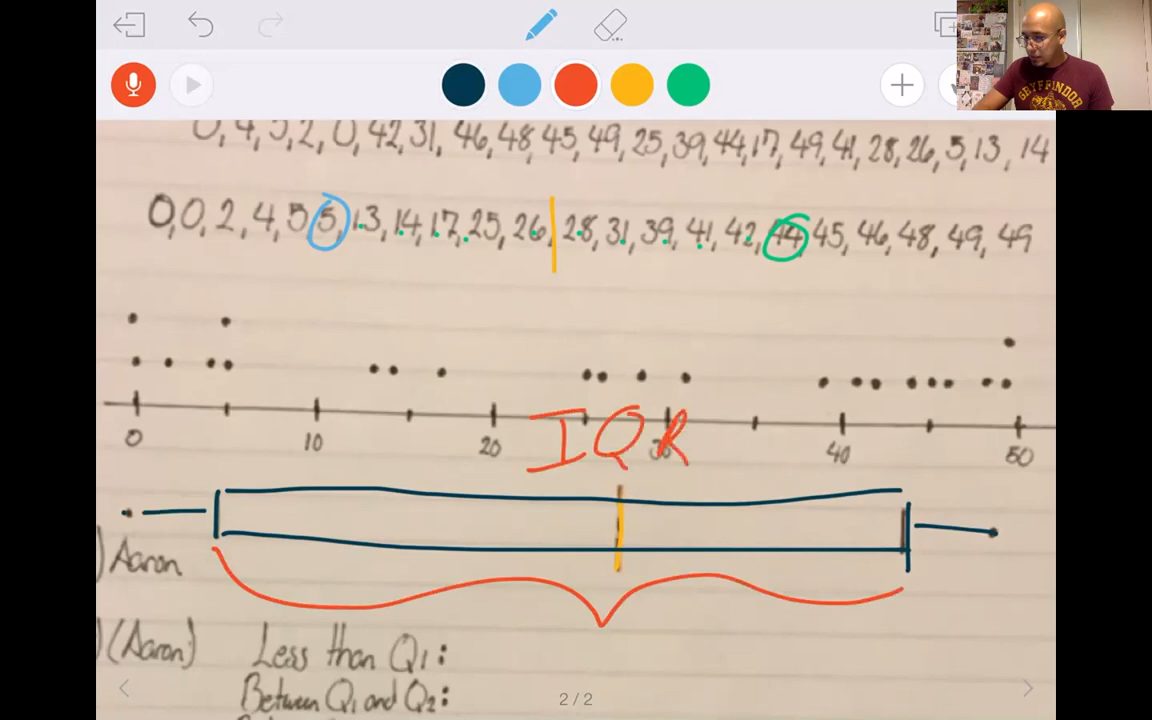 GRYFFINDOR
0, 4, 5, 2, 0, 42, 31, 46, 48, 45, 49, 25, 39, 44, 17, 49, 41, 28, 26, 5, 13, 14
0, 0, 2, 4, 5 5, 13, 14, 17, 25, 26, 28, 31, 39, 41, 42, 44, 45, 46, 48, 49, 49
0 10 20 30 40 50
IQR
) Aaron
) (Aaron) Less than Q1:
Between Q1 and Q2:
2 / 2